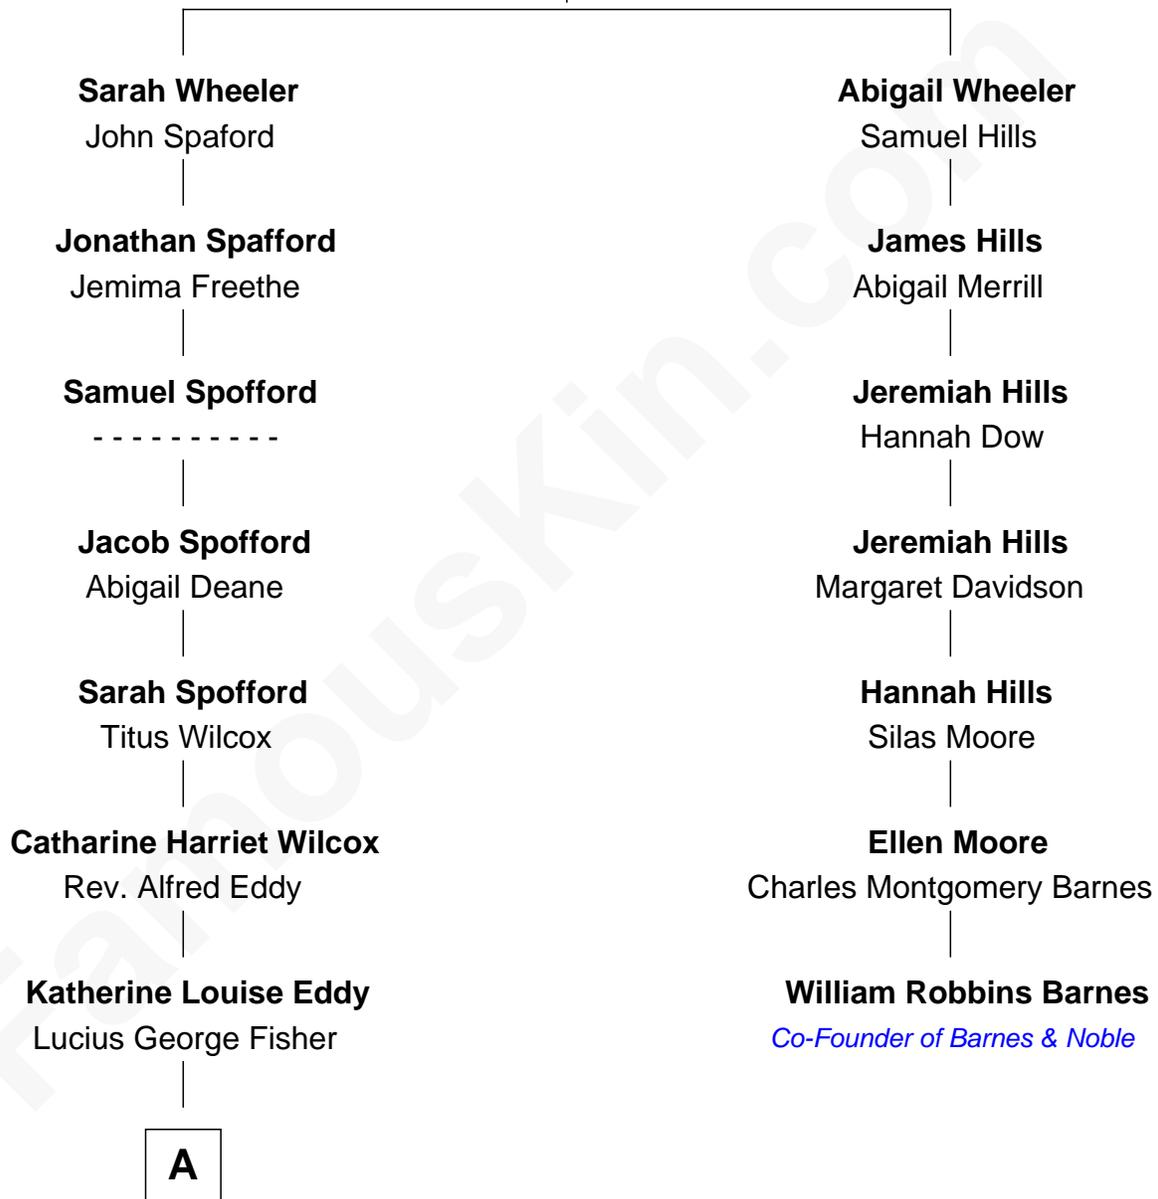 Sarah Wheeler
John Spaford
Abigail Wheeler
Samuel Hills
Jonathan Spafford
Jemima Freethe
James Hills
Abigail Merrill
Samuel Spofford
- - - - - - - - - -
Jeremiah Hills
Hannah Dow
Jacob Spofford
Abigail Deane
Jeremiah Hills
Margaret Davidson
Sarah Spofford
Titus Wilcox
Hannah Hills
Silas Moore
Catharine Harriet Wilcox
Rev. Alfred Eddy
Ellen Moore
Charles Montgomery Barnes
Katherine Louise Eddy
Lucius George Fisher
William Robbins Barnes
Co-Founder of Barnes & Noble
A
FamousKin.com